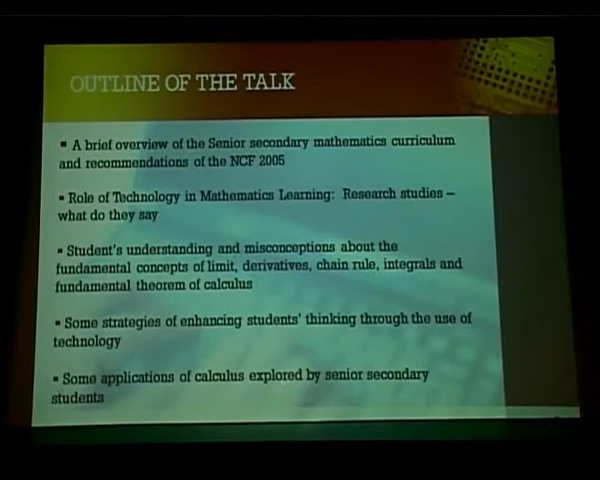 OUTLINE OF THE TALK
▪ A brief overview of the Senior secondary mathematics curriculum
and recommendations of the NCF 2005
▪ Role of Technology in Mathematics Learning: Research studies –
what do they say
▪ Student's understanding and misconceptions about the
fundamental concepts of limit, derivatives, chain rule, integrals and
fundamental theorem of calculus
▪ Some strategies of enhancing students' thinking through the use of
technology
▪ Some applications of calculus explored by senior secondary
students